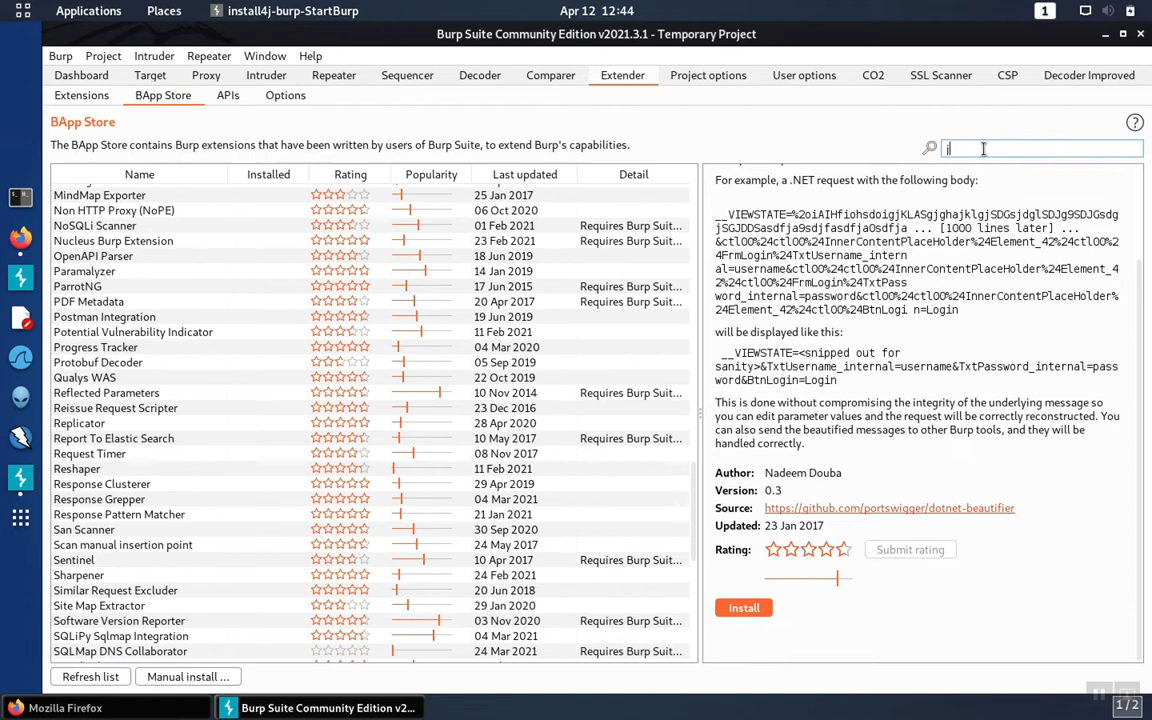 Applications Places install4j-burp-StartBurp Apr 12 12:44 1
Burp Suite Community Edition v2021.3.1 - Temporary Project
Burp Project Intruder Repeater Window Help
Dashboard Target Proxy Intruder Repeater Sequencer Decoder Comparer Extender Project options User options CO2 SSL Scanner CSP Decoder Improved
Extensions BApp Store APIs Options
BApp Store
?
The BApp Store contains Burp extensions that have been written by users of Burp Suite, to extend Burp's capabilities.
j
Name Installed Rating Popularity Last updated Detail
MindMap Exporter 25 Jan 2017
Non HTTP Proxy (NoPE) 06 Oct 2020
NoSQLi Scanner 01 Feb 2021 Requires Burp Suit...
Nucleus Burp Extension 23 Feb 2021 Requires Burp Suit...
OpenAPI Parser 18 Jun 2019
Paramalyzer 14 Jan 2019
ParrotNG 17 Jun 2015 Requires Burp Suit...
PDF Metadata 20 Apr 2017 Requires Burp Suit...
Postman Integration 19 Jun 2019
Potential Vulnerability Indicator 11 Feb 2021
Progress Tracker 04 Mar 2020
Protobuf Decoder 05 Sep 2019
Qualys WAS 22 Oct 2019
Reflected Parameters 10 Nov 2014 Requires Burp Suit...
Reissue Request Scripter 23 Dec 2016
Replicator 28 Apr 2020
Report To Elastic Search 10 May 2017 Requires Burp Suit...
Request Timer 08 Nov 2017
Reshaper 11 Feb 2021
Response Clusterer 29 Apr 2019
Response Grepper 04 Mar 2021
Response Pattern Matcher 21 Jan 2021
San Scanner 30 Sep 2020
Scan manual insertion point 24 May 2017
Sentinel 10 Apr 2017 Requires Burp Suit...
Sharpener 24 Feb 2021
Similar Request Excluder 20 Jun 2018
Site Map Extractor 29 Jan 2020
Software Version Reporter 03 Nov 2020 Requires Burp Suit...
SQLiPy Sqlmap Integration 04 Mar 2021
SQLMap DNS Collaborator 24 Mar 2021 Requires Burp Suit...
For example, a .NET request with the following body:
__VIEWSTATE=%2oiAIHfiohsdoigjKLASgjghajklgjSDGsjdglSDJg9SDJGsdg
jSGJDDSasdfja9sdjfasdfja0sdfja ... [1000 lines later] ...
&ctl00%24ctl00%24InnerContentPlaceHolder%24Element_42%24ctl00%2
4FrmLogin%24TxtUsername_intern
al=username&ctl00%24ctl00%24InnerContentPlaceHolder%24Element_4
2%24ctl00%24FrmLogin%24TxtPass
word_internal=password&ctl00%24ctl00%24InnerContentPlaceHolder%
24Element_42%24ctl00%24BtnLogi n=Login
will be displayed like this:
__VIEWSTATE=<snipped out for
sanity>&TxtUsername_internal=username&TxtPassword_internal=pass
word&BtnLogin=Login
This is done without compromising the integrity of the underlying message so
you can edit parameter values and the request will be correctly reconstructed. You
can also send the beautified messages to other Burp tools, and they will be
handled correctly.
Author: Nadeem Douba
Version: 0.3
Source: https://github.com/portswigger/dotnet-beautifier
Updated: 23 Jan 2017
Rating: Submit rating
Install
Refresh list Manual install ...
Mozilla Firefox Burp Suite Community Edition v2... 1/2